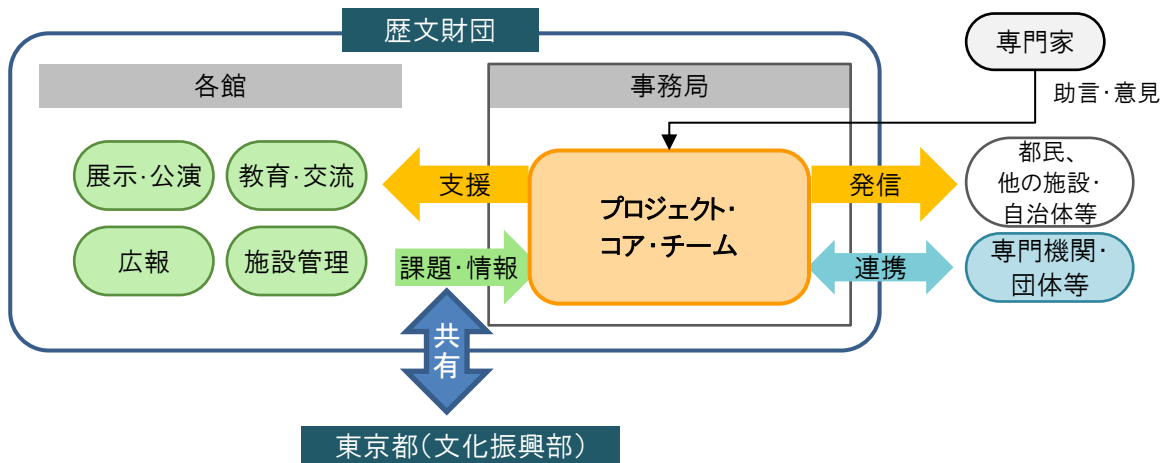 歴文財団
専門家
各館
事務局
助言・意見
展示・公演
教育・交流
支援
プロジェクト・
コア・チーム
発信
都民、
他の施設・
自治体等
広報
施設管理
課題・情報
連携
専門機関・
団体等
共
有
東京都(文化振興部)